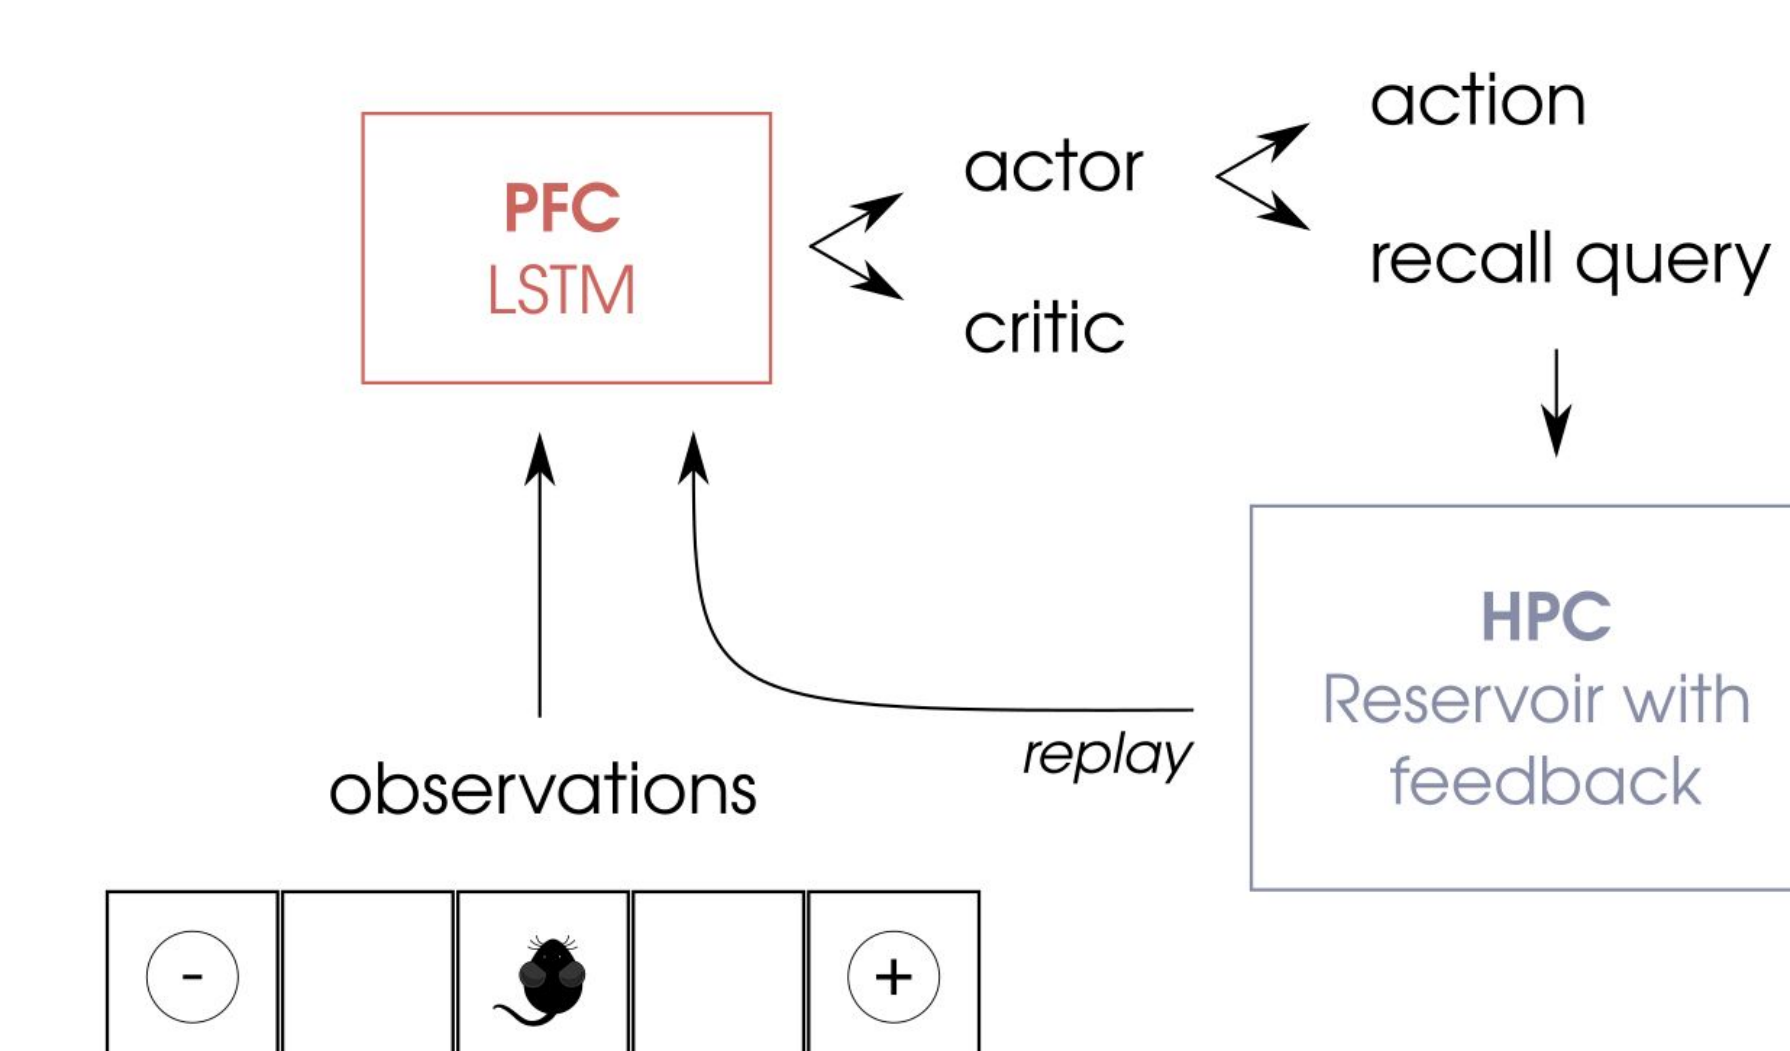 action
actor
PFC
LSTM
recall query
critic
HPC
Reservoir with
feedback
replay
observations
-
+